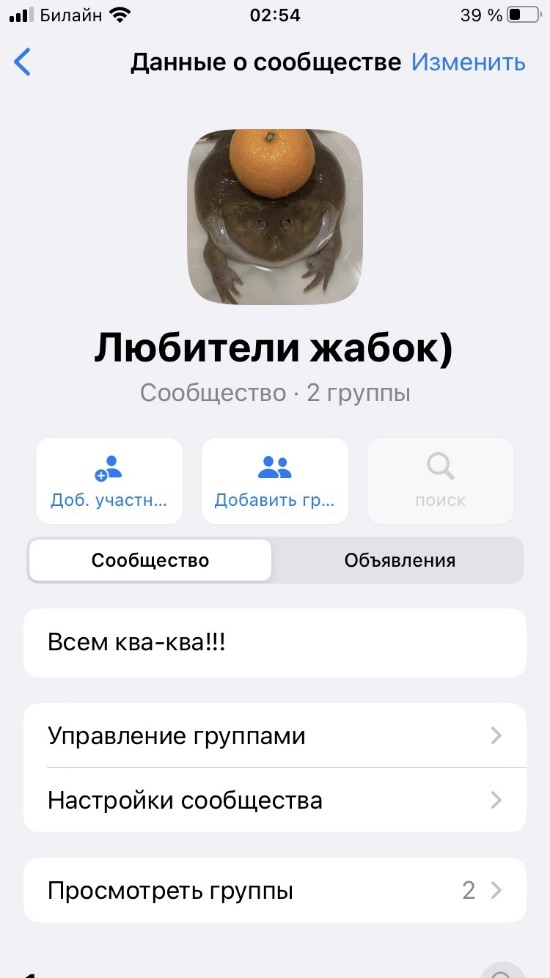 Билайн 02:54 39 %
Данные о сообществе Изменить
Любители жабок)
Сообщество · 2 группы
Доб. участн... Добавить гр... поиск
Сообщество Объявления
Всем ква-ква!!!
Управление группами
Настройки сообщества
Просмотреть группы 2